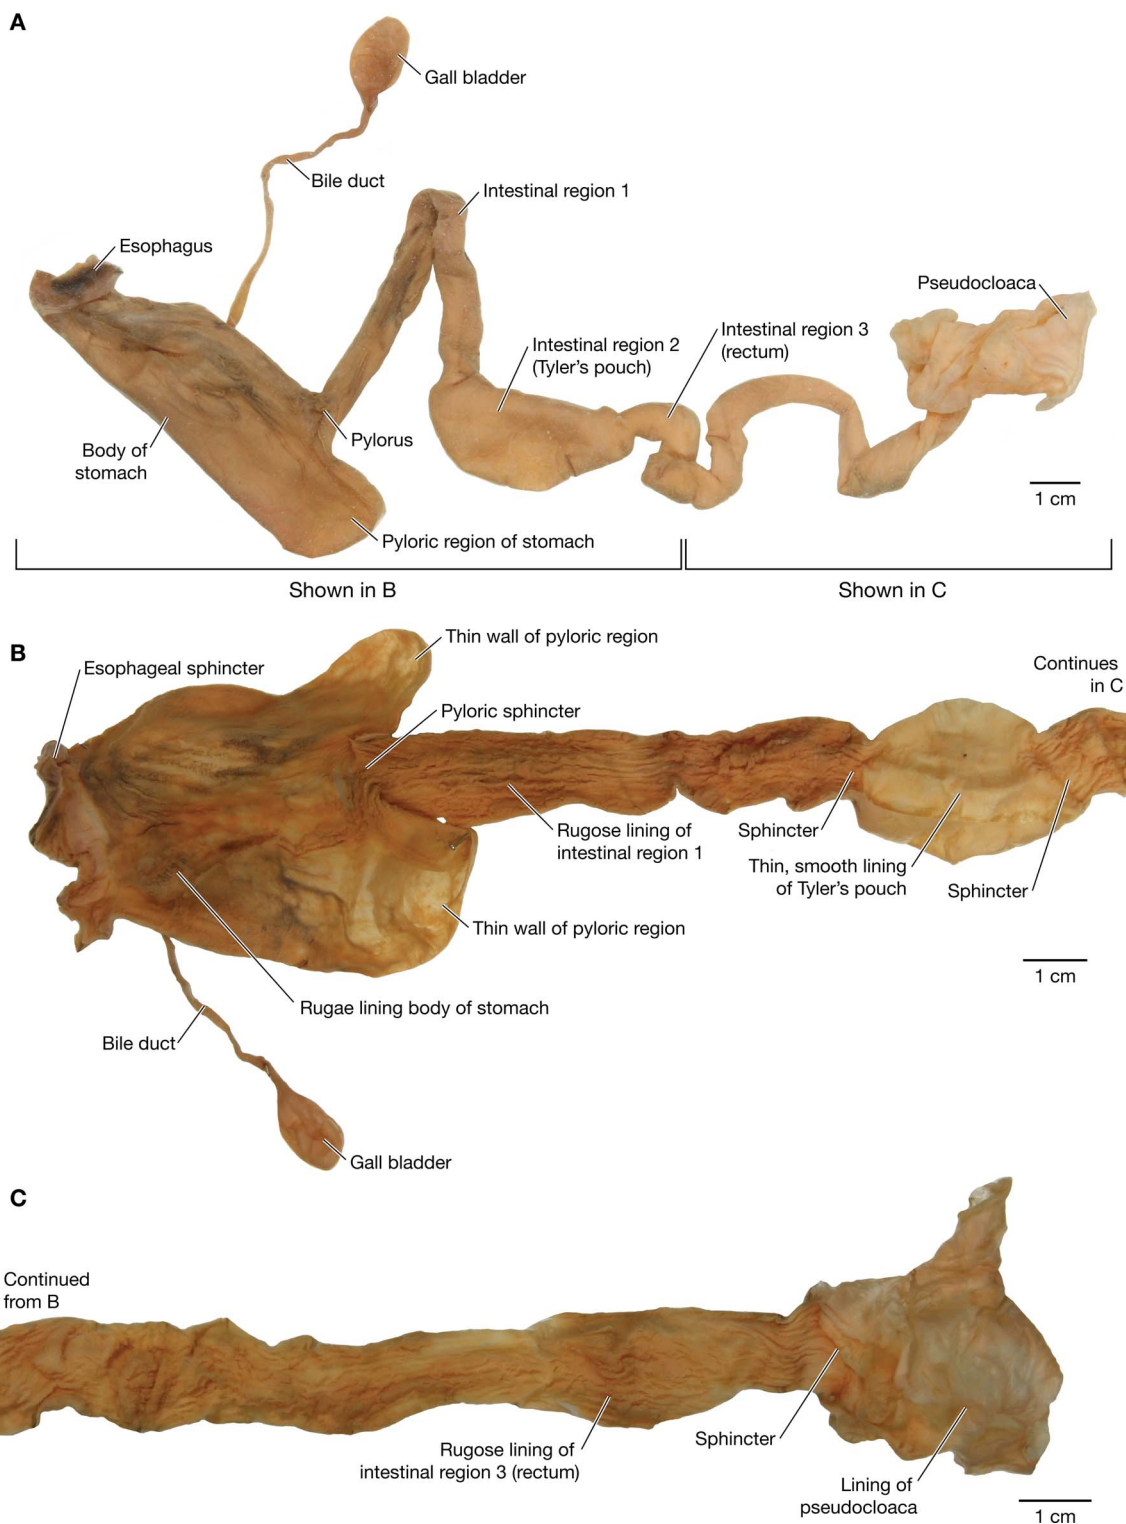 A
Gall bladder
Bile duct
Intestinal region 1
Esophagus
Pseudocloaca
Intestinal region 2
(Tyler’s pouch)
Intestinal region 3
(rectum)
Pylorus
Body of
stomach
1 cm
Pyloric region of stomach
Shown in B
Shown in C
B
Thin wall of pyloric region
Esophageal sphincter
Continues
in C
Pyloric sphincter
Rugose lining of
intestinal region 1
Sphincter
Thin, smooth lining
of Tyler’s pouch
Sphincter
Thin wall of pyloric region
1 cm
Rugae lining body of stomach
Bile duct
Gall bladder
C
Continued
from B
Rugose lining of
intestinal region 3 (rectum)
Sphincter
Lining of
pseudocloaca
1 cm